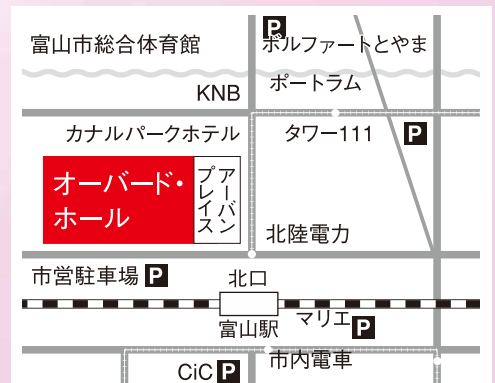 P
富山市総合体育館
ボルファートとやま
ポートラム
KNB
カナルパークホテル
タワー111
P
オーバード・
ホール
アーバン
プレイス
北陸電力
市営駐車場 P
北口
富山駅
マリエ P
市内電車
CiC P